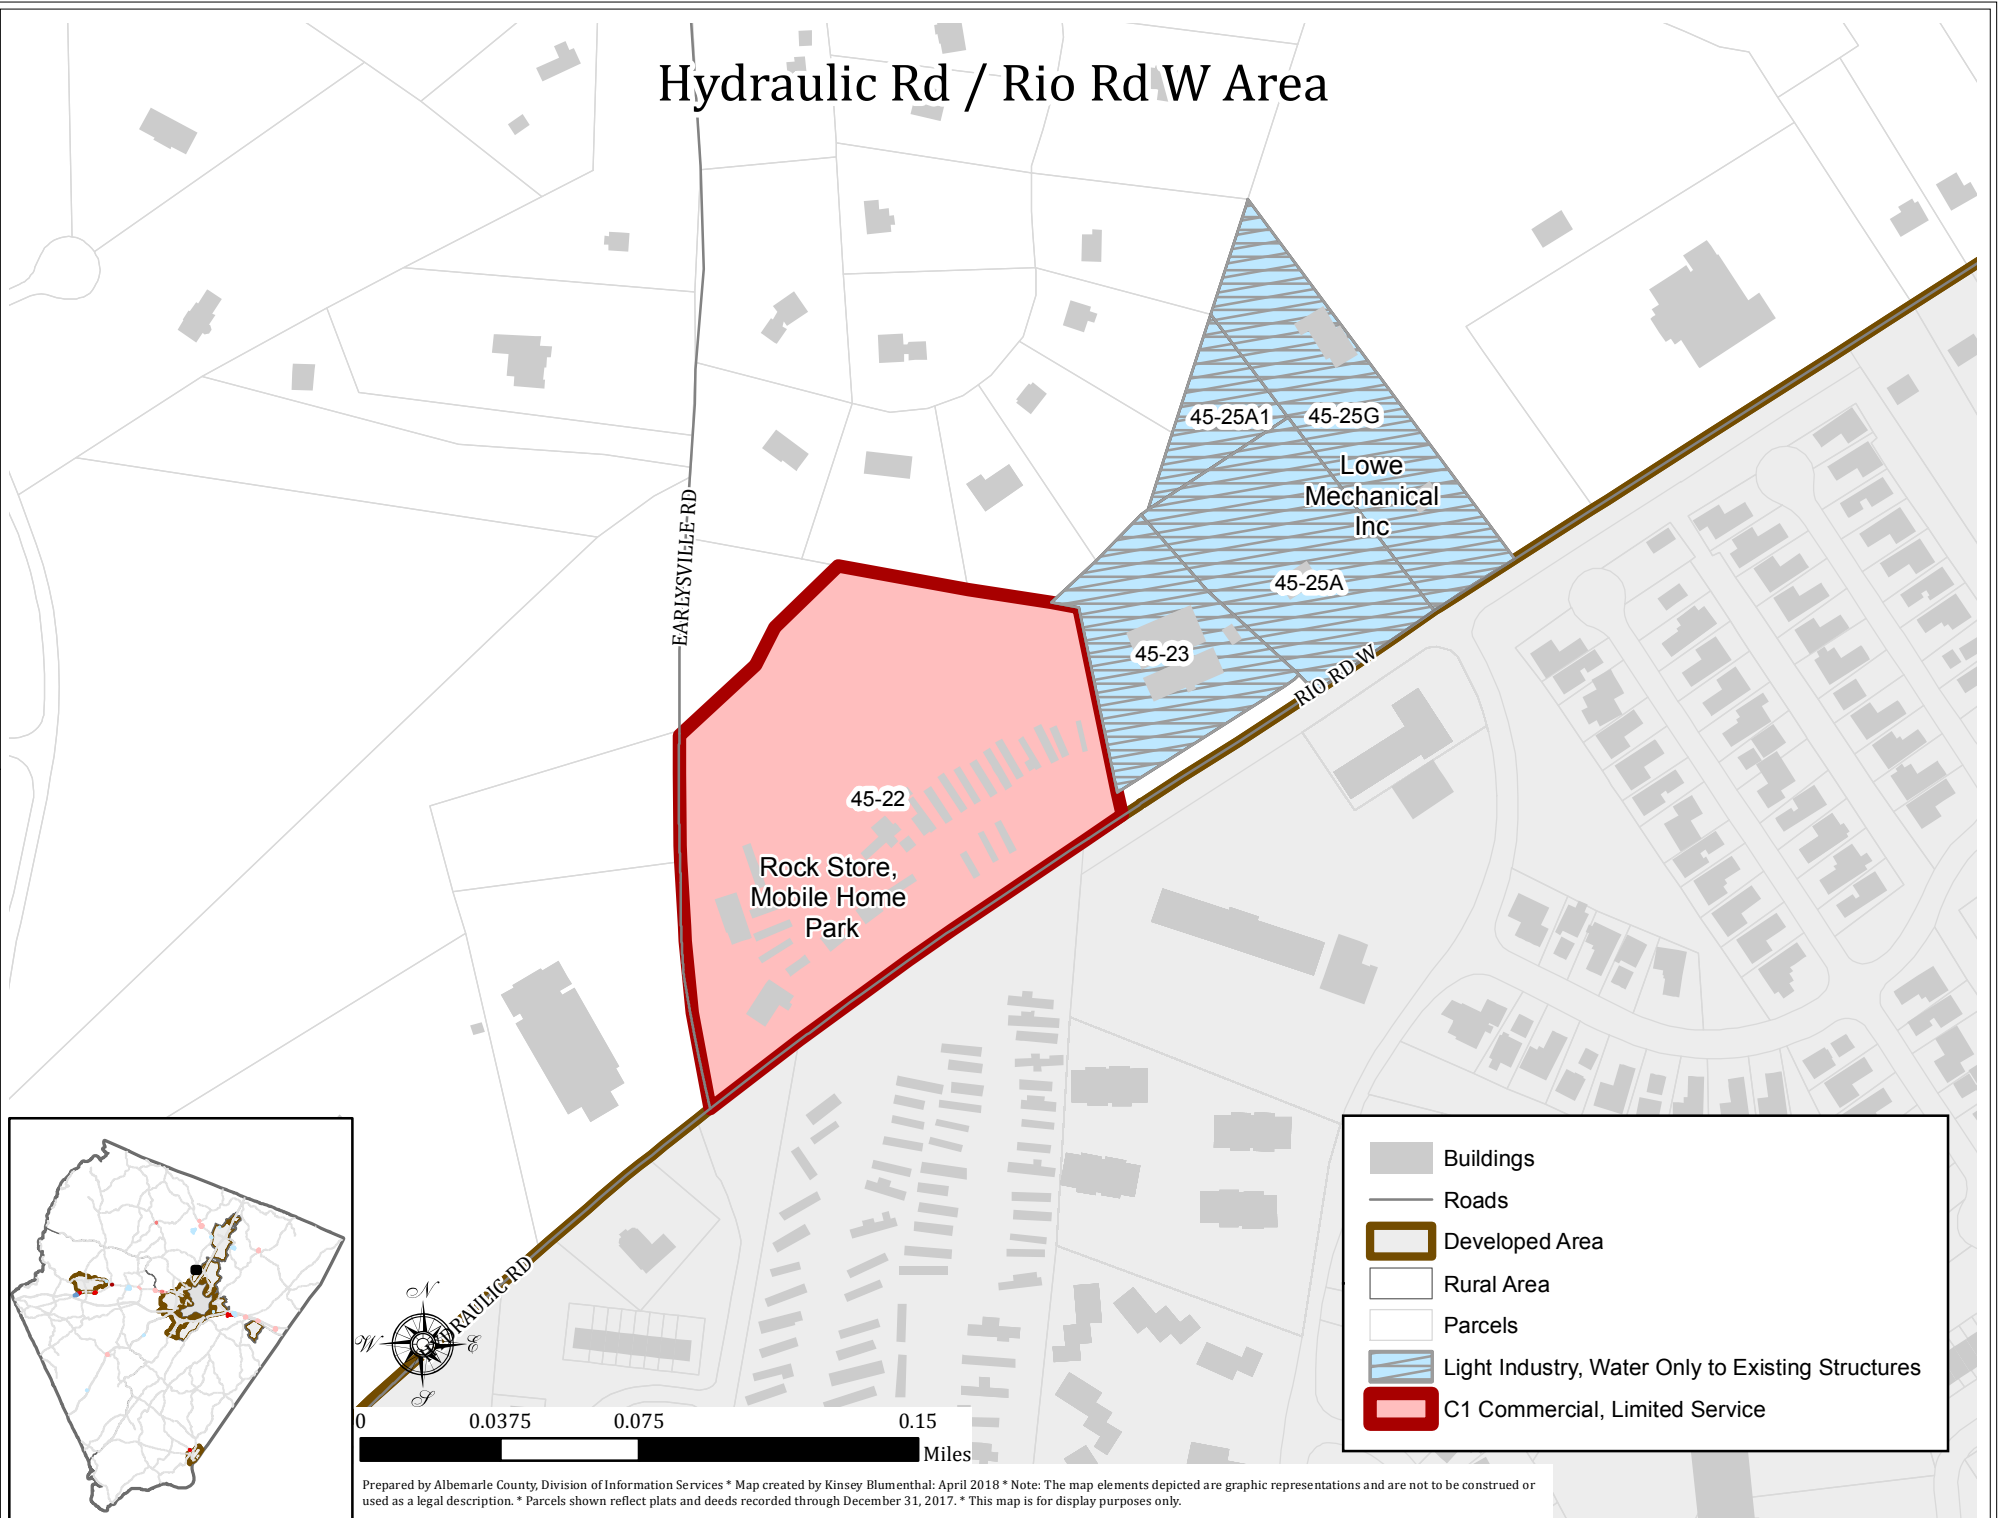 Hydraulic Rd / Rio Rd W Area
45-25A1
45-25G
Lowe
Mechanical
Inc
EARLYSVILLE RD
45-25A
45-23
RIO RD W
45-22
Rock Store,
Mobile Home
Park
HYDRAULIC RD
N
W
E
S
0
0.0375
0.075
0.15
Miles
Buildings
Roads
Developed Area
Rural Area
Parcels
Light Industry, Water Only to Existing Structures
C1 Commercial, Limited Service
Prepared by Albemarle County, Division of Information Services * Map created by Kinsey Blumenthal: April 2018 * Note: The map elements depicted are graphic representations and are not to be construed or
used as a legal description. * Parcels shown reflect plats and deeds recorded through December 31, 2017. * This map is for display purposes only.